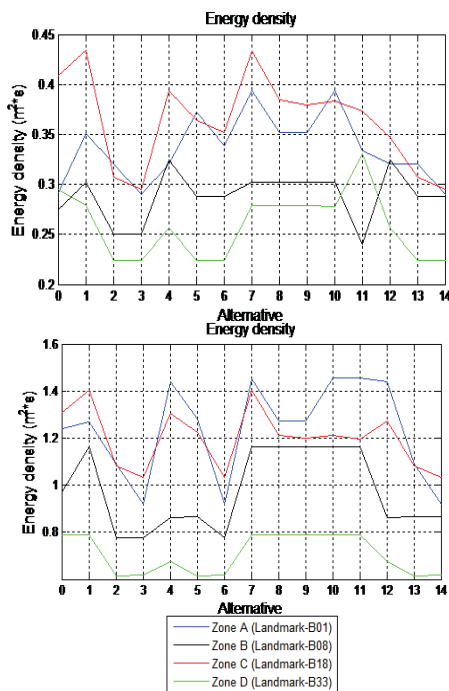 Energy density
0.45
0.4
0.35
0.3
0.25
0.2
Energy density (m²*s)
0 1 2 3 4 5 6 7 8 9 10 11 12 13 14
Alternative
Energy density
1.6
1.4
1.2
1
0.8
Energy density (m²*s)
0 1 2 3 4 5 6 7 8 9 10 11 12 13 14
Alternative
Zone A (Landmark-B01)
Zone B (Landmark-B08)
Zone C (Landmark-B18)
Zone D (Landmark-B33)